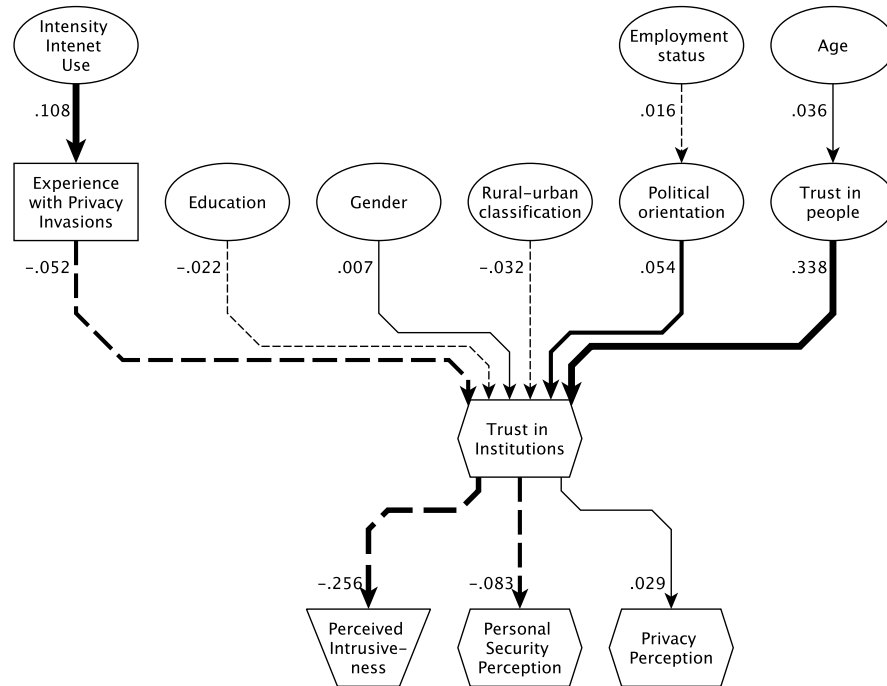 Intensity
Intenet
Use
Employment
status
Age
.108
.016
.036
Experience
with Privacy
Invasions
Education
Gender
Rural-urban
classification
Political
orientation
Trust in
people
-.052
-.022
.007
-.032
.054
.338
Trust in
Institutions
-.256
-.083
.029
Perceived
Intrusive-
ness
Personal
Security
Perception
Privacy
Perception